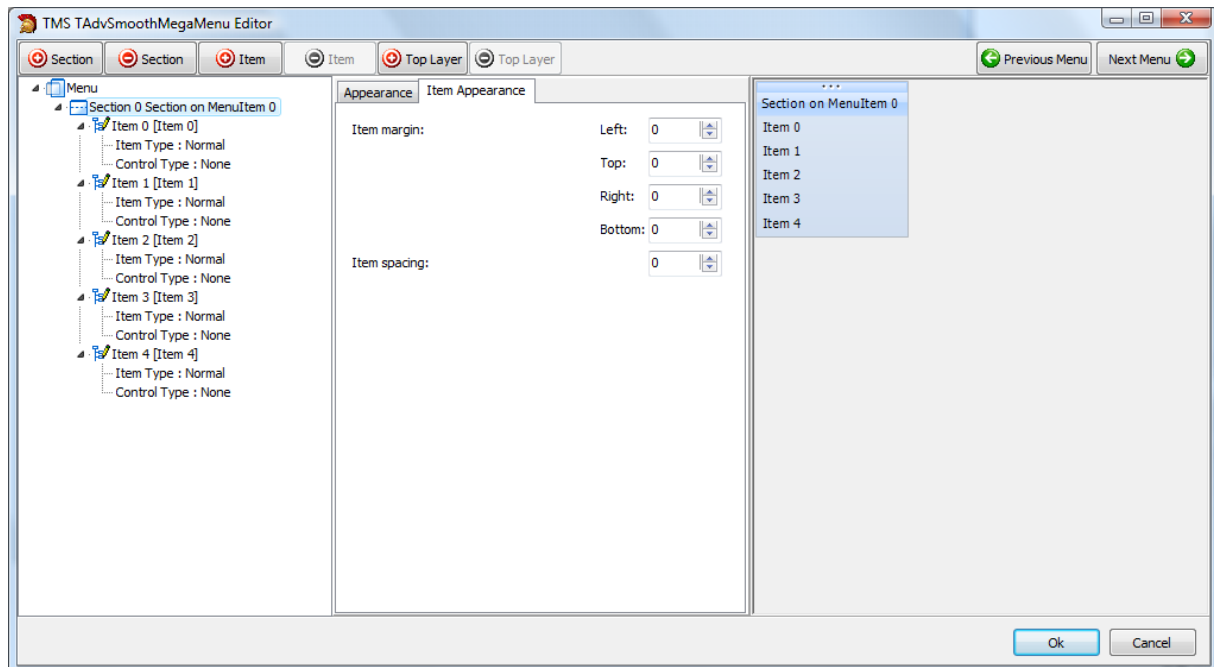 TMS TAdvSmoothMegaMenu Editor
Section
Section
Item
Item
Top Layer
Top Layer
Previous Menu
Next Menu
Menu
Section 0 Section on MenuItem 0
Item 0 [Item 0]
Item Type : Normal
Control Type : None
Item 1 [Item 1]
Item Type : Normal
Control Type : None
Item 2 [Item 2]
Item Type : Normal
Control Type : None
Item 3 [Item 3]
Item Type : Normal
Control Type : None
Item 4 [Item 4]
Item Type : Normal
Control Type : None
Appearance
Item Appearance
Item margin:
Left: 0
Top: 0
Right: 0
Bottom: 0
Item spacing: 0
Section on MenuItem 0
Item 0
Item 1
Item 2
Item 3
Item 4
Ok
Cancel